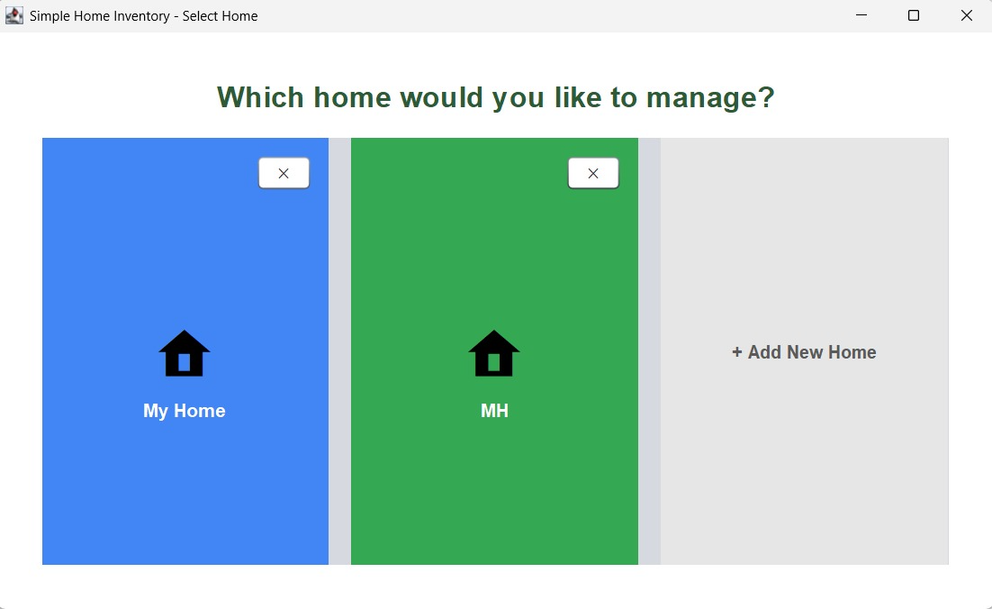 Simple Home Inventory - Select Home
Which home would you like to manage?
My Home
MH
+ Add New Home